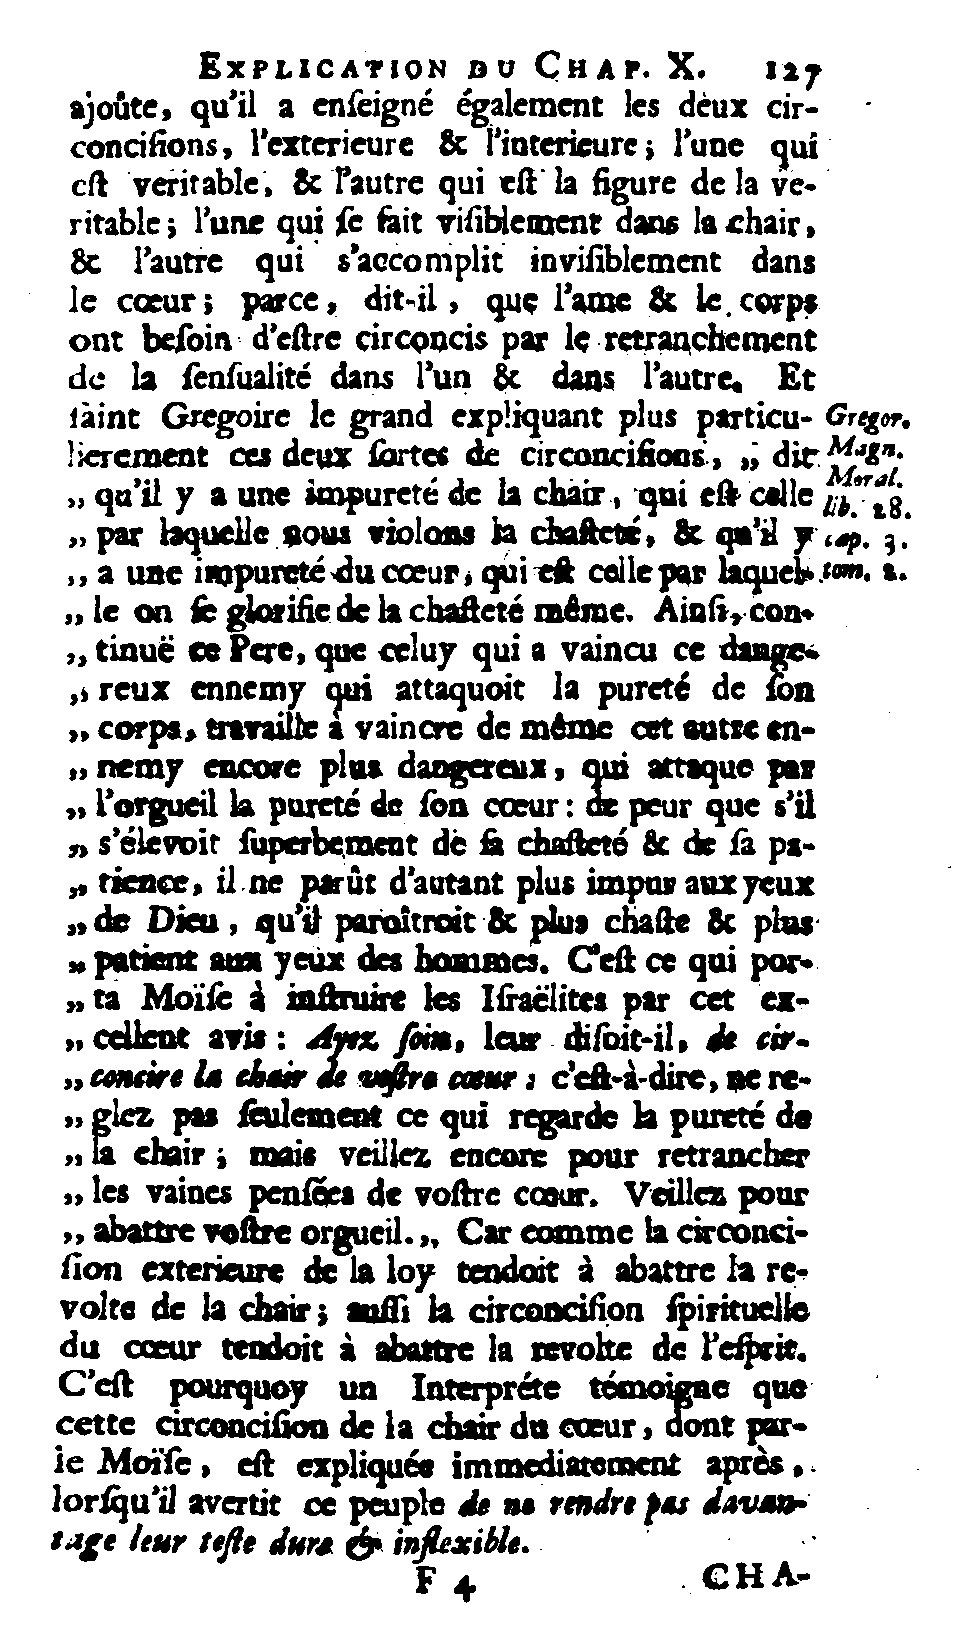 EXPLICATION DU CHAP. X. 127
ajoûte, qu'il a enſeigné également les deux cir-
conciſions, l'exterieure & l'interieure; l'une qui
eſt veritable, & l'autre qui eſt la figure de la ve-
ritable; l'une qui ſe fait viſiblement dans la chair,
& l'autre qui s'accomplit inviſiblement dans
le cœur; parce, dit-il, que l'ame & le corps
ont beſoin d'eſtre circoncis par le retranchement
de la ſenſualité dans l'un & dans l'autre. Et
ſaint Gregoire le grand expliquant plus particu-
lierement ces deux ſortes de circonciſions, ,, dit
,, qu'il y a une impureté de la chair, qui eſt celle
,, par laquelle nous violons la chaſteté, & qu'il y
,, a une impureté du cœur, qui eſt celle par laquel-
,, le on ſe glorifie de la chaſteté même. Ainſi, con-
,, tinuë ce Pere, que celuy qui a vaincu ce dange-
,, reux ennemy qui attaquoit la pureté de ſon
,, corps, travaille à vaincre de même cet autre en-
,, nemy encore plus dangereux, qui attaque par
,, l'orgueil la pureté de ſon cœur: de peur que s'il
,, s'élevoit ſuperbement de ſa chaſteté & de ſa pa-
,, tience, il ne parût d'autant plus impur aux yeux
,, de Dieu, qu'il paroîtroit & plus chaſte & plus
,, patient aux yeux des hommes. C'eſt ce qui por-
,, ta Moïſe à inſtruire les Iſraëlites par cet ex-
,, cellent avis: Ayez ſoin, leur diſoit-il, de cir-
,, concire la chair de voſtre cœur: c'eſt-à-dire, ne re-
,, glez pas ſeulement ce qui regarde la pureté de
,, la chair; mais veillez encore pour retrancher
,, les vaines penſées de voſtre cœur. Veillez pour
,, abattre voſtre orgueil.,, Car comme la circonci-
ſion exterieure de la loy tendoit à abattre la re-
volte de la chair; auſſi la circonciſion ſpirituelle
du cœur tendoit à abattre la revolte de l'eſprit.
C'eſt pourquoy un Interpréte témoigne que
cette circonciſion de la chair du cœur, dont par-
le Moïſe, eſt expliquée immediatement après,
lorſqu'il avertit ce peuple de ne rendre pas davan-
tage leur teſte dure & inflexible.
F 4 CHA-
Gregor.
Magn.
Moral.
lib. 28.
cap. 3.
tom. 2.